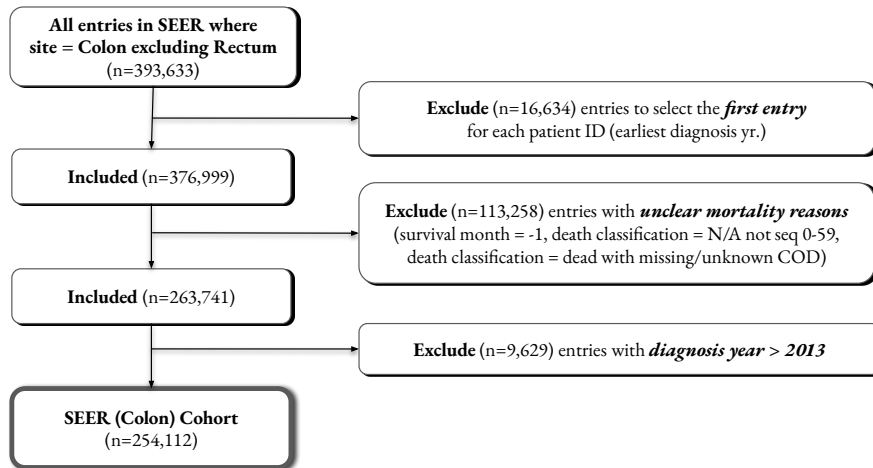 All entries in SEER where
site = Colon excluding Rectum
(n=393,633)
Exclude (n=16,634) entries to select the first entry
for each patient ID (earliest diagnosis yr.)
Included (n=376,999)
Exclude (n=113,258) entries with unclear mortality reasons
(survival month = -1, death classification = N/A not seq 0-59,
death classification = dead with missing/unknown COD)
Included (n=263,741)
Exclude (n=9,629) entries with diagnosis year > 2013
SEER (Colon) Cohort
(n=254,112)